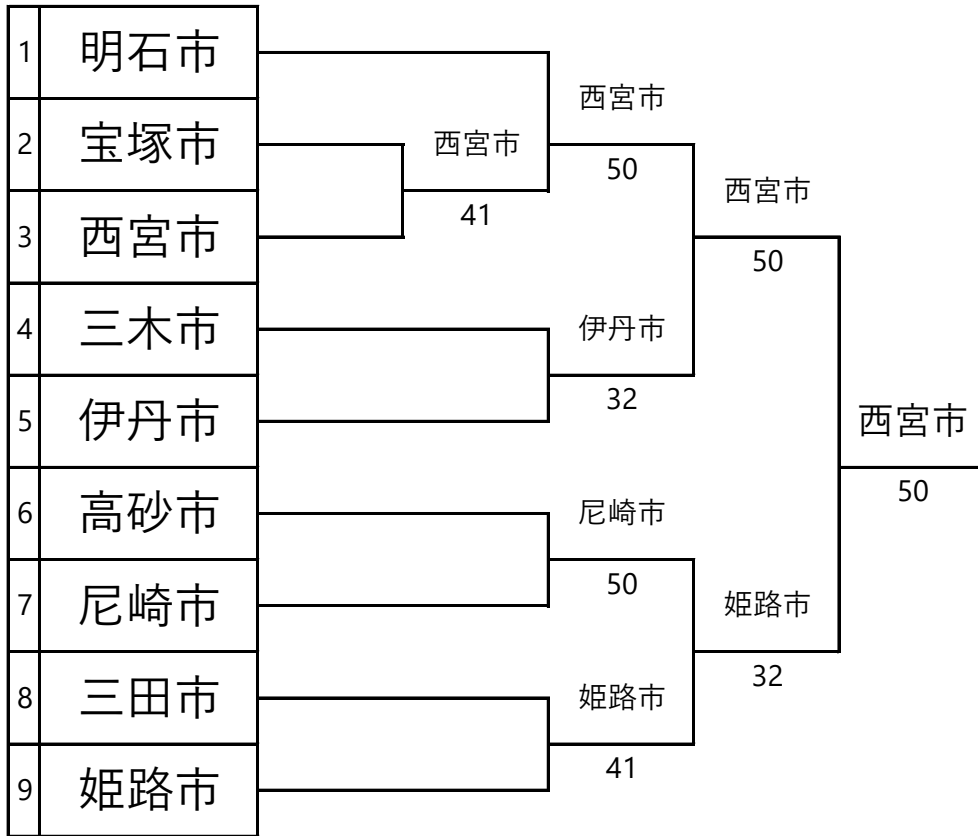 1 明石市
2 宝塚市
3 西宮市
4 三木市
5 伊丹市
6 高砂市
7 尼崎市
8 三田市
9 姫路市
西宮市
41
西宮市
50
伊丹市
32
尼崎市
50
姫路市
41
西宮市
50
姫路市
32
西宮市
50